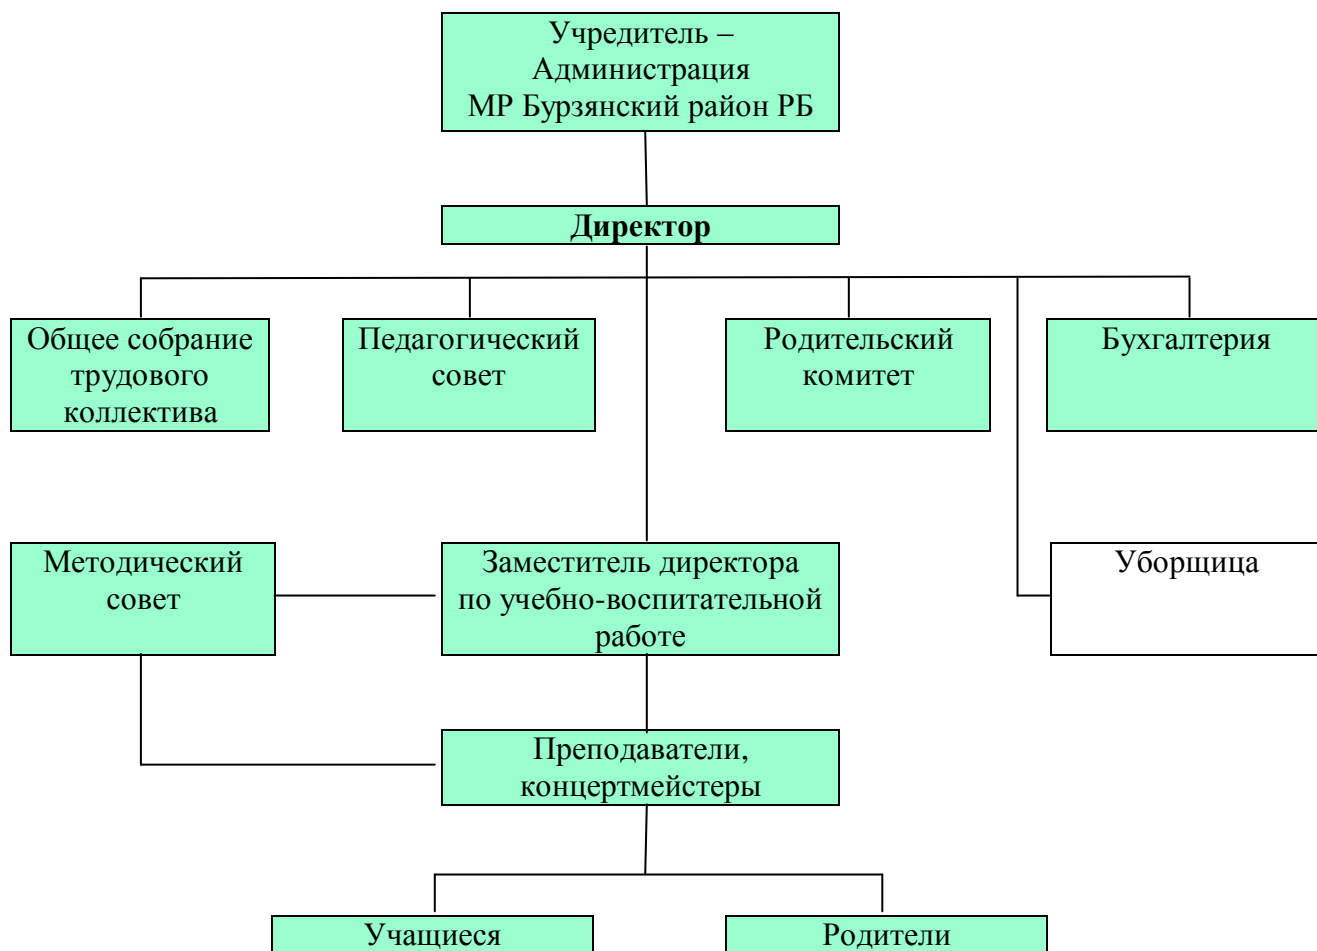 Учредитель –
Администрация
МР Бурзянский район РБ
Директор
Общее собрание
трудового
коллектива
Педагогический
совет
Родительский
комитет
Бухгалтерия
Методический
совет
Заместитель директора
по учебно-воспитательной
работе
Уборщица
Преподаватели,
концертмейстеры
Учащиеся
Родители